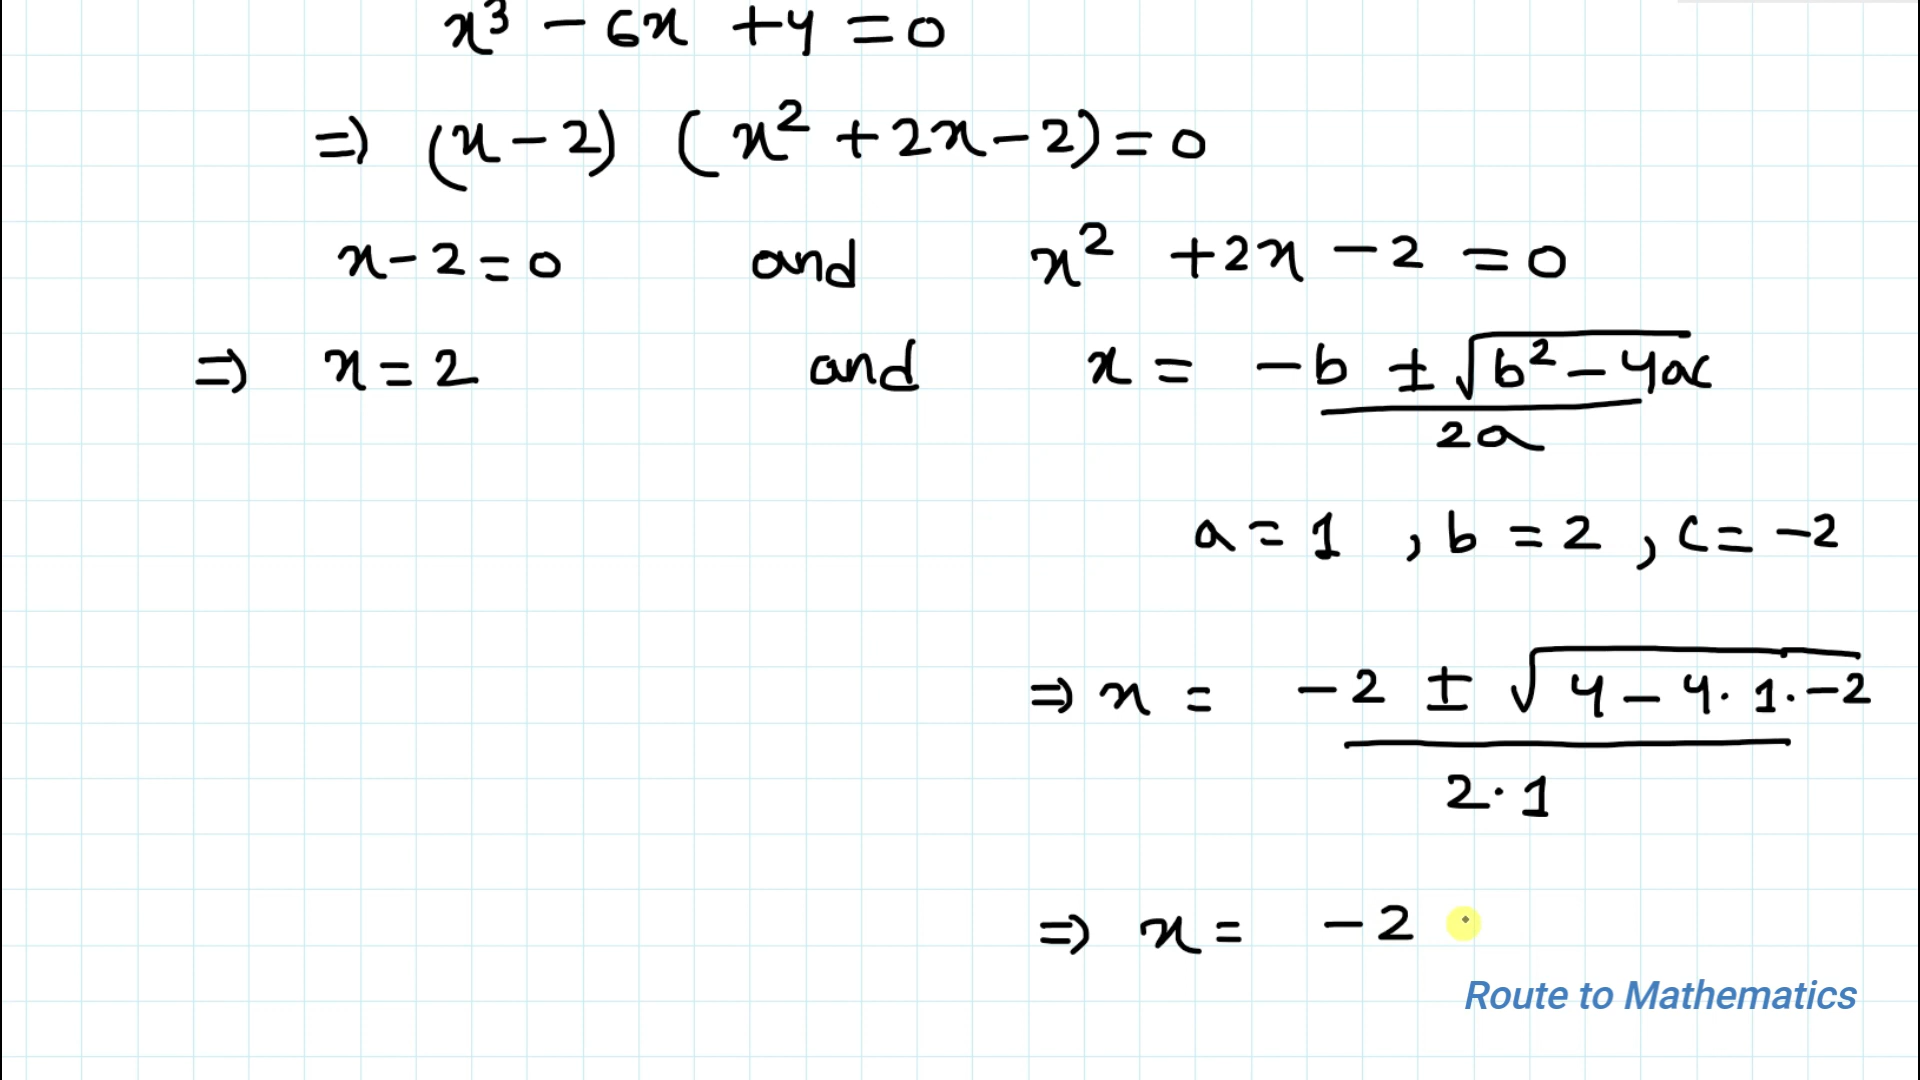 x³ − 6x + 4 = 0
⇒ (x − 2) (x² + 2x − 2) = 0
x − 2 = 0 and x² + 2x − 2 = 0
⇒ x = 2 and x = −b ± √b² − 4ac
2a
a = 1 , b = 2 , c = −2
⇒ x = −2 ± √4 − 4 · 1 · −2
2 · 1
⇒ x = −2
Route to Mathematics